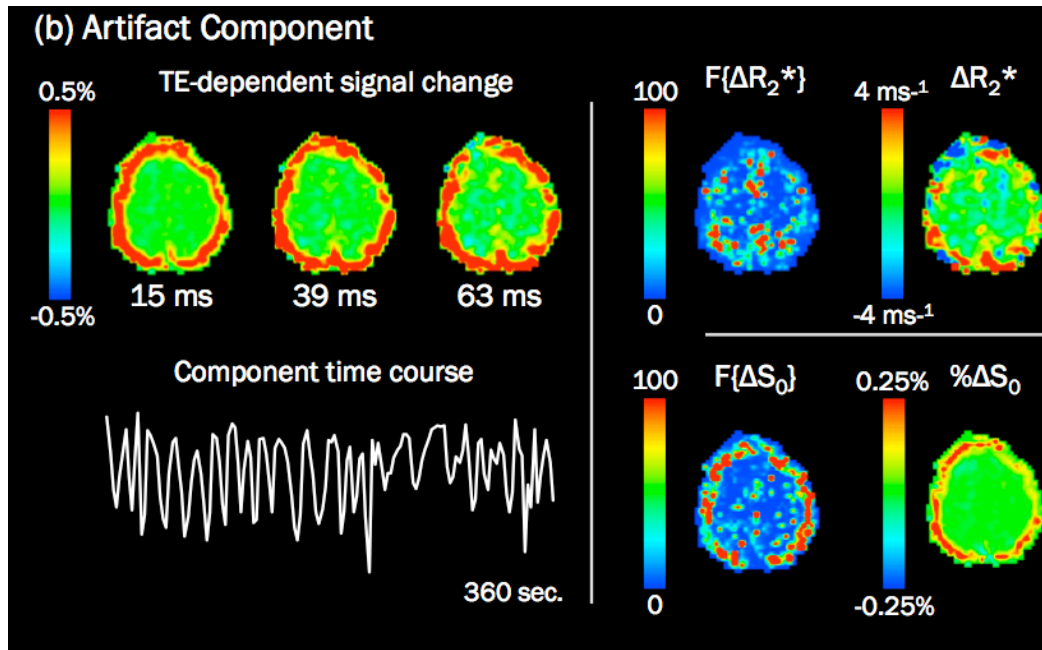 (b) Artifact Component
TE-dependent signal change
0.5%
-0.5%
15 ms
39 ms
63 ms
Component time course
360 sec.
F{ΔR₂*}
100
0
4 ms⁻¹
ΔR₂*
-4 ms⁻¹
F{ΔS₀}
100
0
0.25%
%ΔS₀
-0.25%